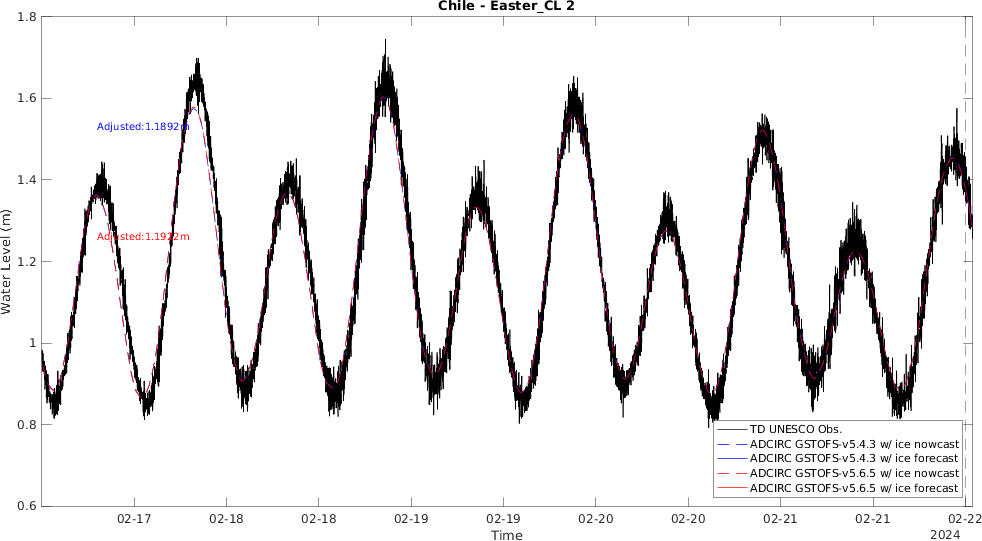 Chile - Easter_CL 2
1.8
1.6
1.4
1.2
1
0.8
0.6
Water Level (m)
Adjusted:1.1892m
Adjusted:1.1922m
TD UNESCO Obs.
ADCIRC GSTOFS-v5.4.3 w/ ice nowcast
ADCIRC GSTOFS-v5.4.3 w/ ice forecast
ADCIRC GSTOFS-v5.6.5 w/ ice nowcast
ADCIRC GSTOFS-v5.6.5 w/ ice forecast
02-17 02-18 02-18 02-19 02-19 02-20 02-20 02-21 02-21 02-22
Time
2024